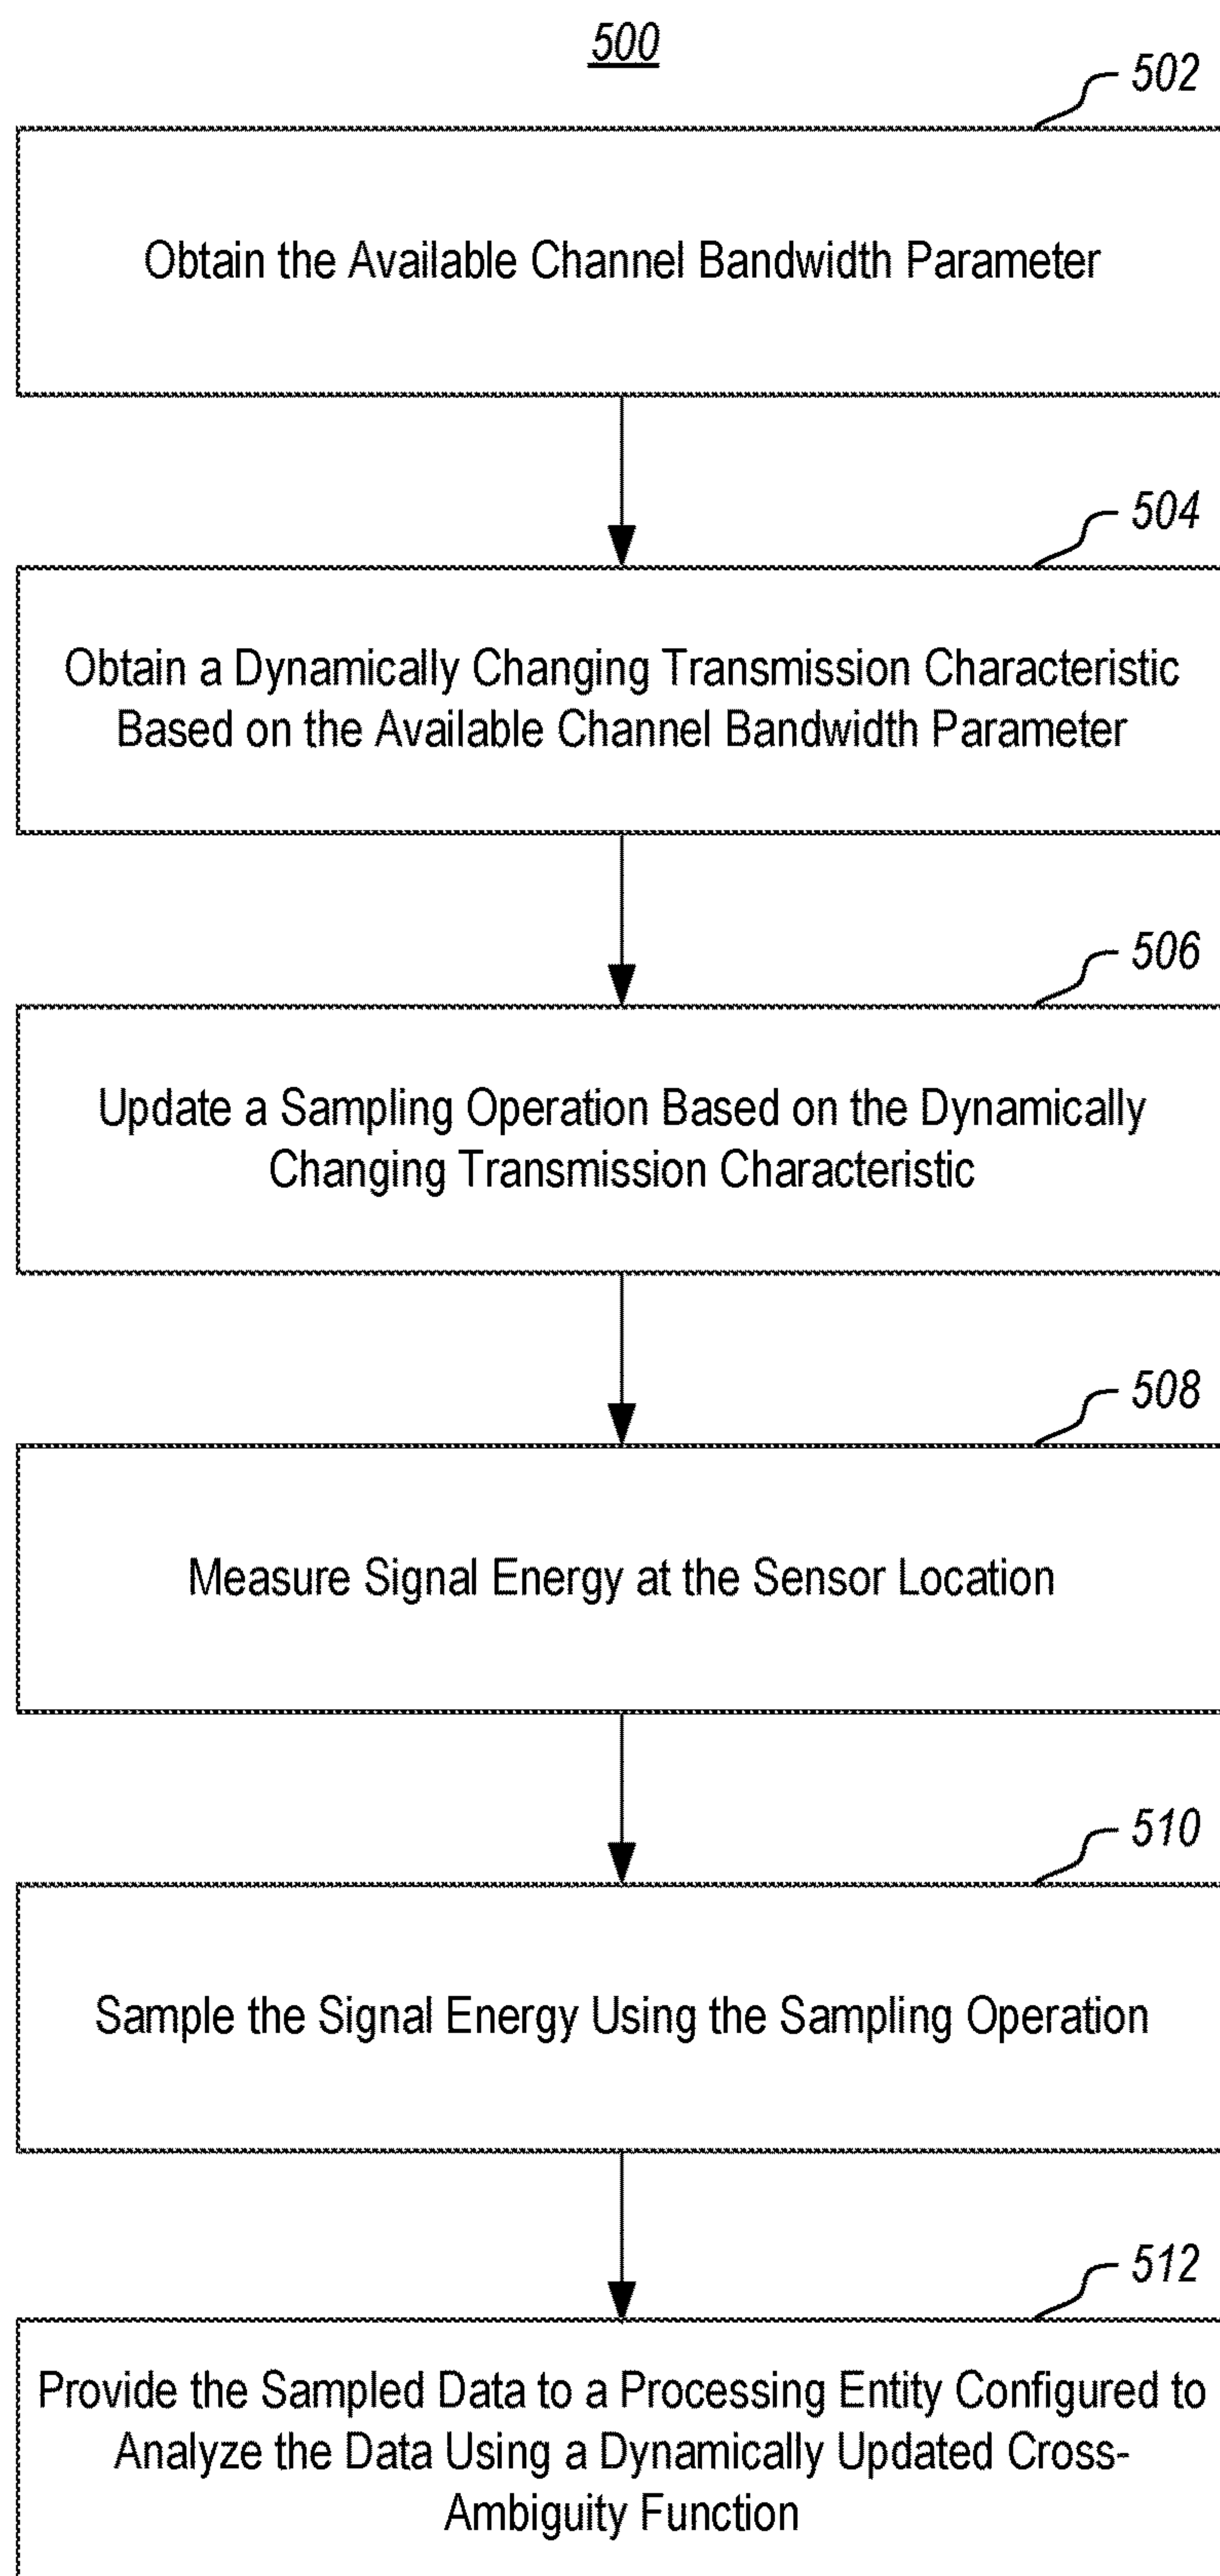 500
502
Obtain the Available Channel Bandwidth Parameter
504
Obtain a Dynamically Changing Transmission Characteristic
Based on the Available Channel Bandwidth Parameter
506
Update a Sampling Operation Based on the Dynamically
Changing Transmission Characteristic
508
Measure Signal Energy at the Sensor Location
510
Sample the Signal Energy Using the Sampling Operation
512
Provide the Sampled Data to a Processing Entity Configured to
Analyze the Data Using a Dynamically Updated Cross-
Ambiguity Function